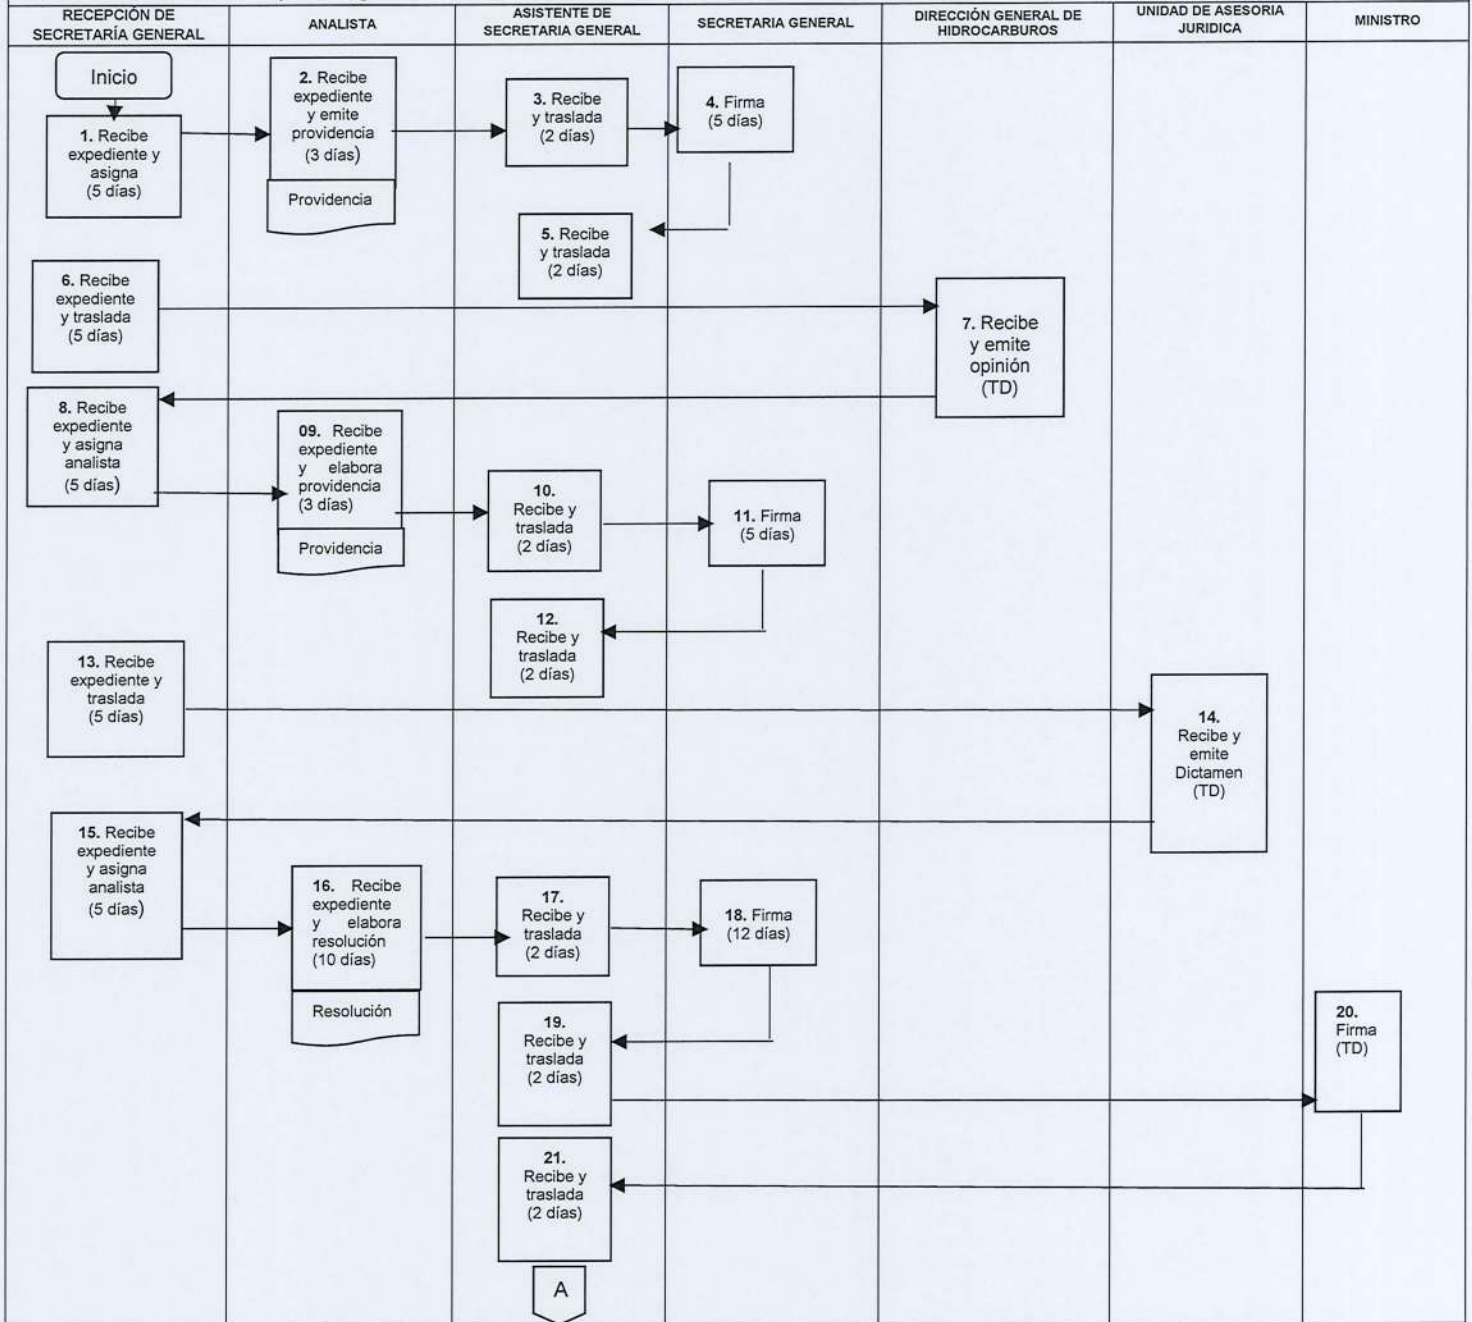 RECEPCIÓN DE
SECRETARÍA GENERAL
ANALISTA
ASISTENTE DE
SECRETARIA GENERAL
SECRETARIA GENERAL
DIRECCIÓN GENERAL DE
HIDROCARBUROS
UNIDAD DE ASESORIA
JURIDICA
MINISTRO
Inicio
1. Recibe
expediente y
asigna
(5 días)
2. Recibe
expediente
y emite
providencia
(3 días)
Providencia
3. Recibe
y traslada
(2 días)
4. Firma
(5 días)
5. Recibe
y traslada
(2 días)
6. Recibe
expediente
y traslada
(5 días)
7. Recibe
y emite
opinión
(TD)
8. Recibe
expediente
y asigna
analista
(5 días)
09. Recibe
expediente
y elabora
providencia
(3 días)
Providencia
10.
Recibe y
traslada
(2 días)
11. Firma
(5 días)
12.
Recibe y
traslada
(2 días)
13. Recibe
expediente y
traslada
(5 días)
14.
Recibe y
emite
Dictamen
(TD)
15. Recibe
expediente
y asigna
analista
(5 días)
16. Recibe
expediente
y elabora
resolución
(10 días)
Resolución
17.
Recibe y
traslada
(2 días)
18. Firma
(12 días)
19.
Recibe y
traslada
(2 días)
20.
Firma
(TD)
21.
Recibe y
traslada
(2 días)
A